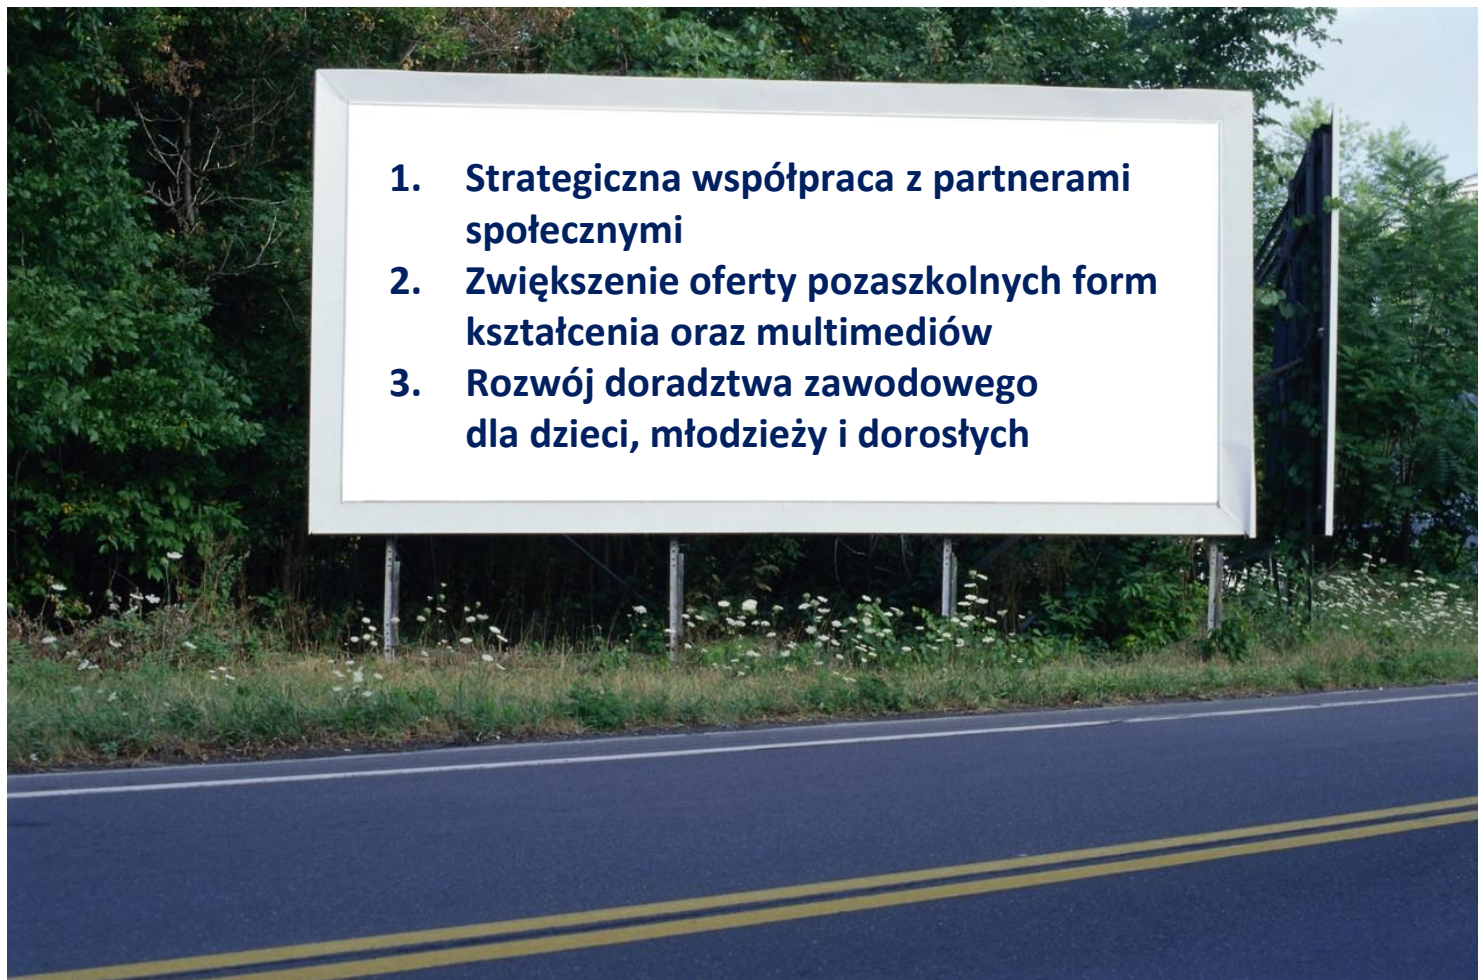 1. Strategiczna współpraca z partnerami
społecznymi
2. Zwiększenie oferty pozaszkolnych form
kształcenia oraz multimediów
3. Rozwój doradztwa zawodowego
dla dzieci, młodzieży i dorosłych